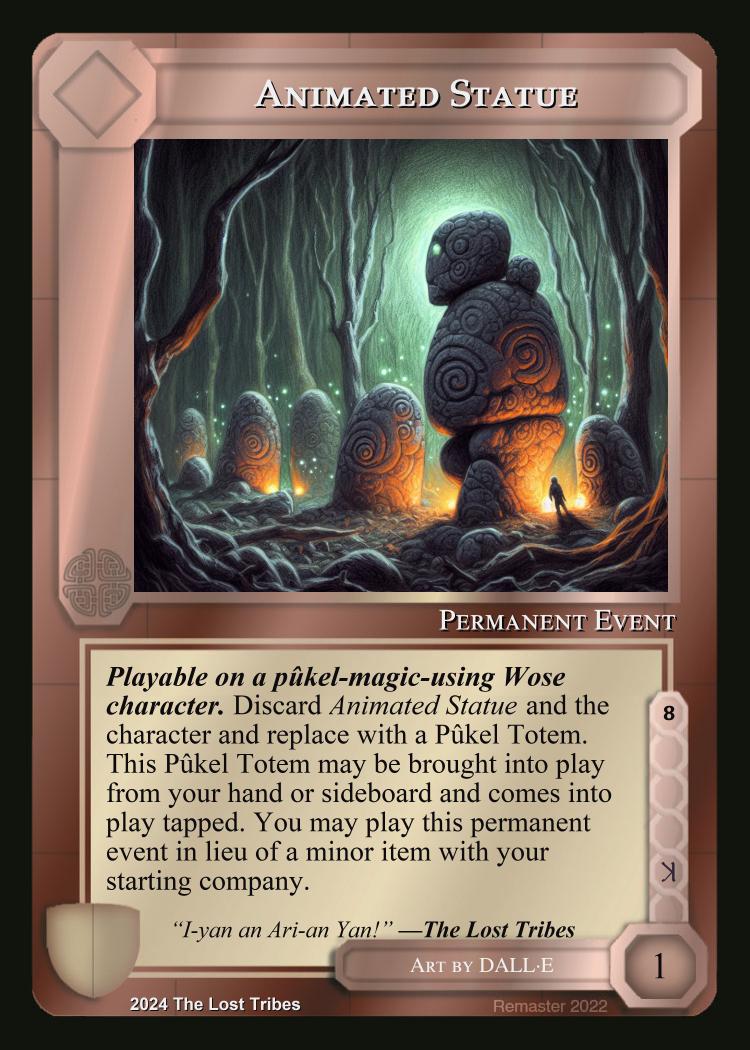 Animated Statue
Permanent Event
Playable on a pûkel-magic-using Wose
character. Discard Animated Statue and the
character and replace with a Pûkel Totem.
This Pûkel Totem may be brought into play
from your hand or sideboard and comes into
play tapped. You may play this permanent
event in lieu of a minor item with your
starting company.
8
“I-yan an Ari-an Yan!” —The Lost Tribes
Art by DALL·E
1
2024 The Lost Tribes
Remaster 2022